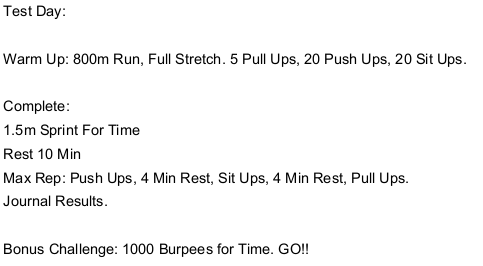 Test Day:
Warm Up: 800m Run, Full Stretch. 5 Pull Ups, 20 Push Ups, 20 Sit Ups.
Complete:
1.5m Sprint For Time
Rest 10 Min
Max Rep: Push Ups, 4 Min Rest, Sit Ups, 4 Min Rest, Pull Ups.
Journal Results.
Bonus Challenge: 1000 Burpees for Time. GO!!